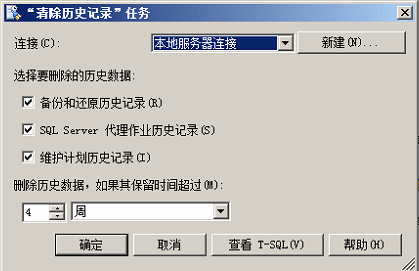 “清除历史记录”任务
连接(C): 本地服务器连接 新建(N)...
选择要删除的历史数据:
备份和还原历史记录(R)
SQL Server 代理作业历史记录(S)
维护计划历史记录(I)
删除历史数据，如果其保留时间超过(M):
4 周
确定 取消 查看 T-SQL(V) 帮助(H)